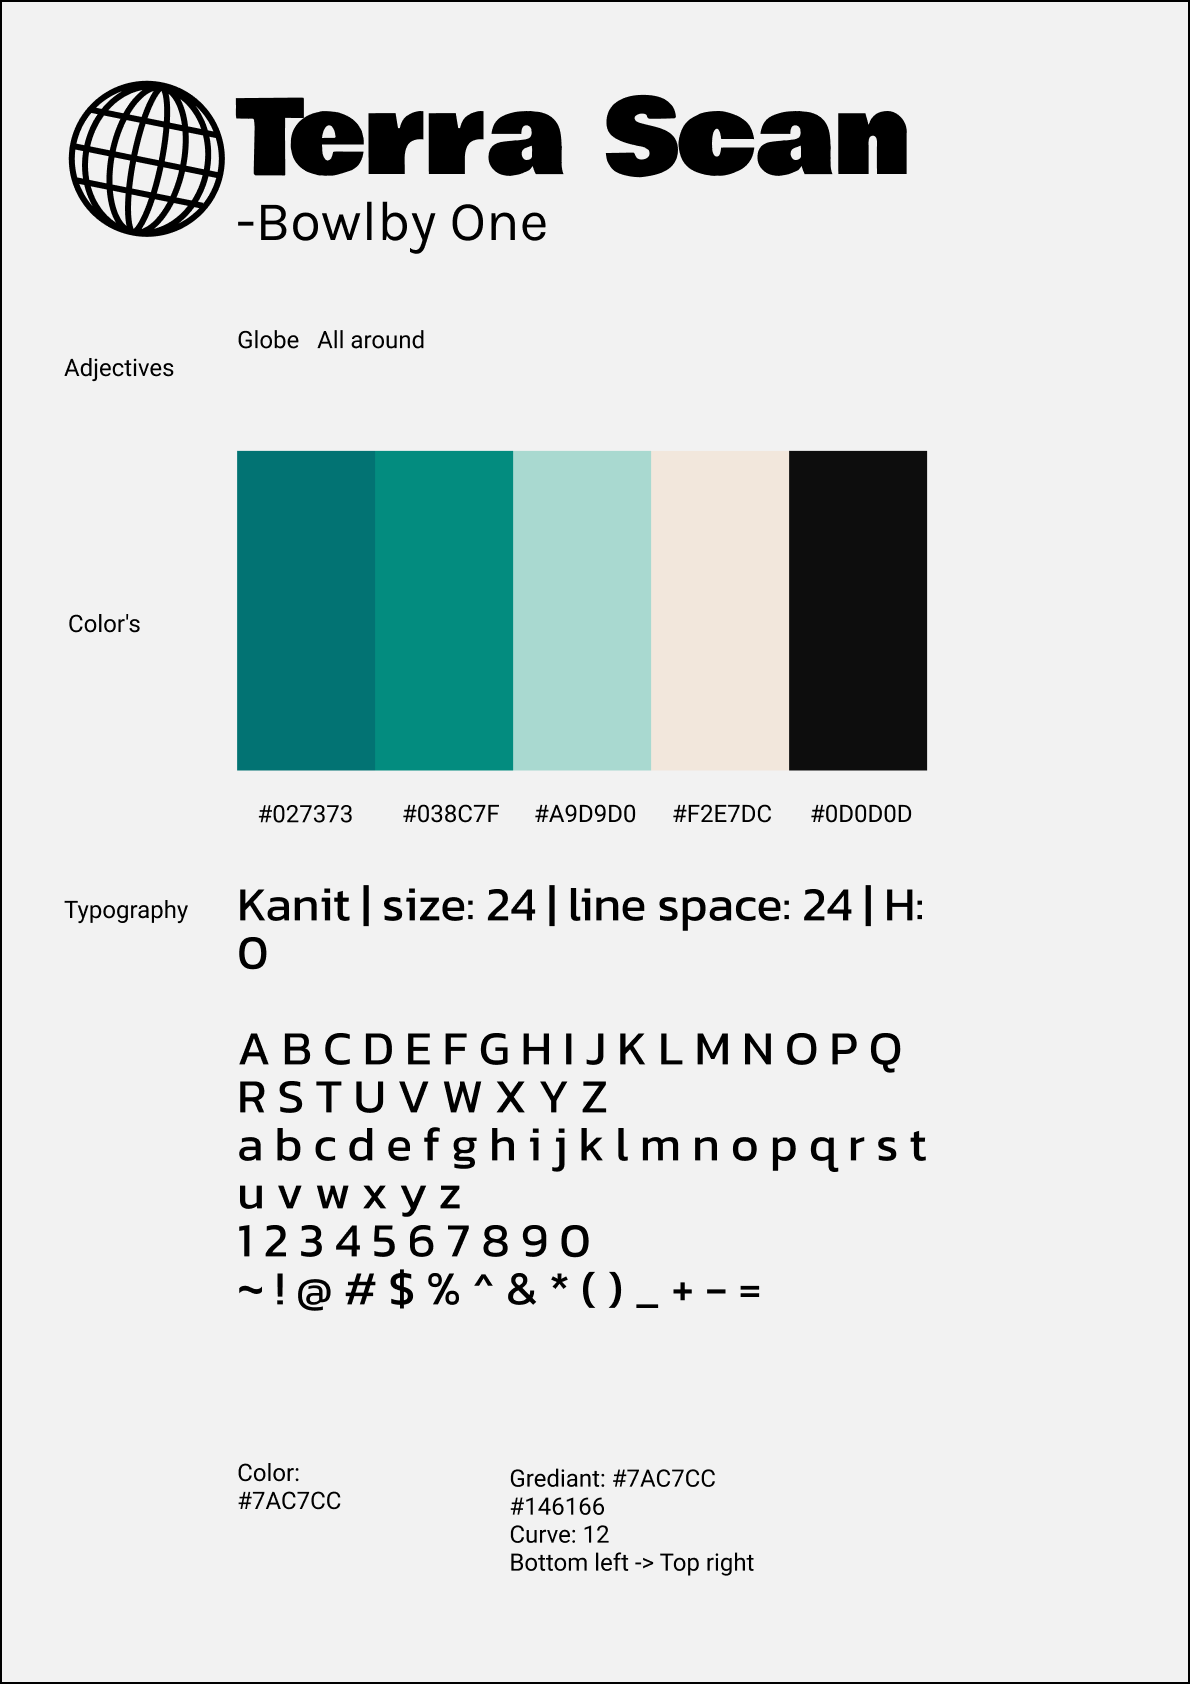 Terra Scan
-Bowlby One
Globe   All around
Adjectives
Color's
#027373 #038C7F #A9D9D0 #F2E7DC #0D0D0D
Typography
Kanit | size: 24 | line space: 24 | H:
0
A B C D E F G H I J K L M N O P Q
R S T U V W X Y Z
a b c d e f g h i j k l m n o p q r s t
u v w x y z
1 2 3 4 5 6 7 8 9 0
~ ! @ # $ % ^ & * ( ) _ + - =
Color:
#7AC7CC
Grediant: #7AC7CC
#146166
Curve: 12
Bottom left -> Top right